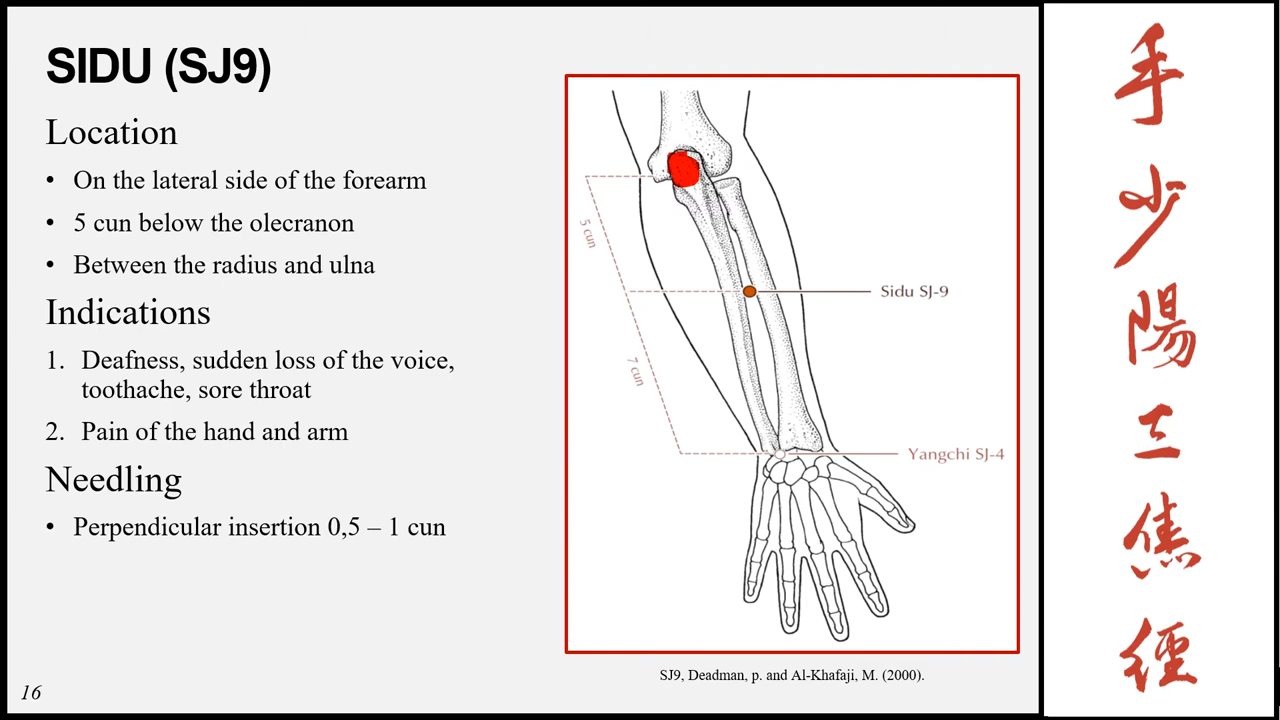 SIDU (SJ9)
Location
• On the lateral side of the forearm
• 5 cun below the olecranon
• Between the radius and ulna
Indications
1. Deafness, sudden loss of the voice,
toothache, sore throat
2. Pain of the hand and arm
Needling
• Perpendicular insertion 0,5 – 1 cun
16
5 cun
Sidu SJ-9
7 cun
Yangchi SJ-4
SJ9, Deadman, p. and Al-Khafaji, M. (2000).
手
少
陽
三
焦
經